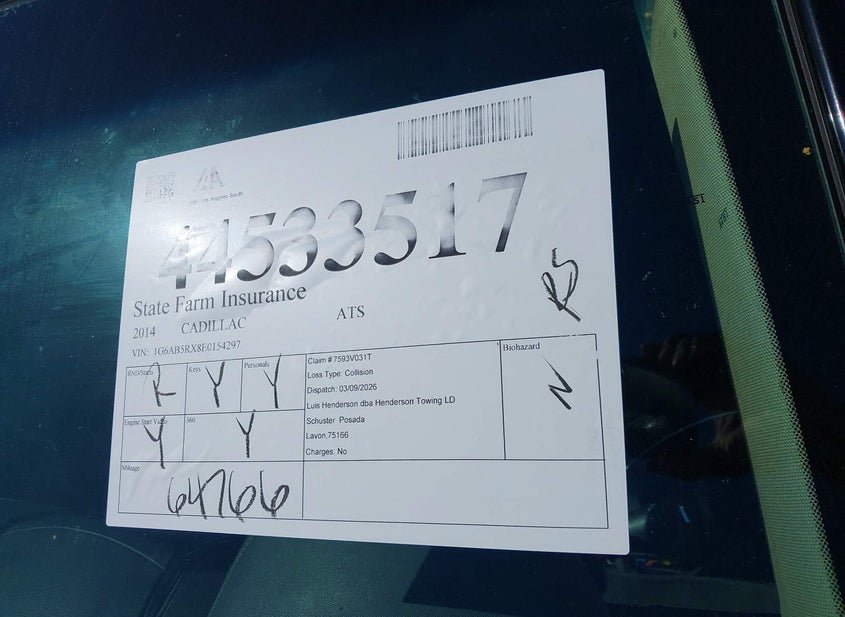 IAA
44533517
State Farm Insurance
2014 CADILLAC ATS
VIN: 1G6AB5RX8E0154297
RS
RND/Starts
R
Keys
Y
Personals
Y
Engine Start Video
Y
360
Y
Mileage
64766
Claim # 7593V031T
Loss Type: Collision
Dispatch: 03/09/2026
Luis Henderson dba Henderson Towing LD
Schuster Posada
Lavon,75166
Charges: No
Biohazard
N